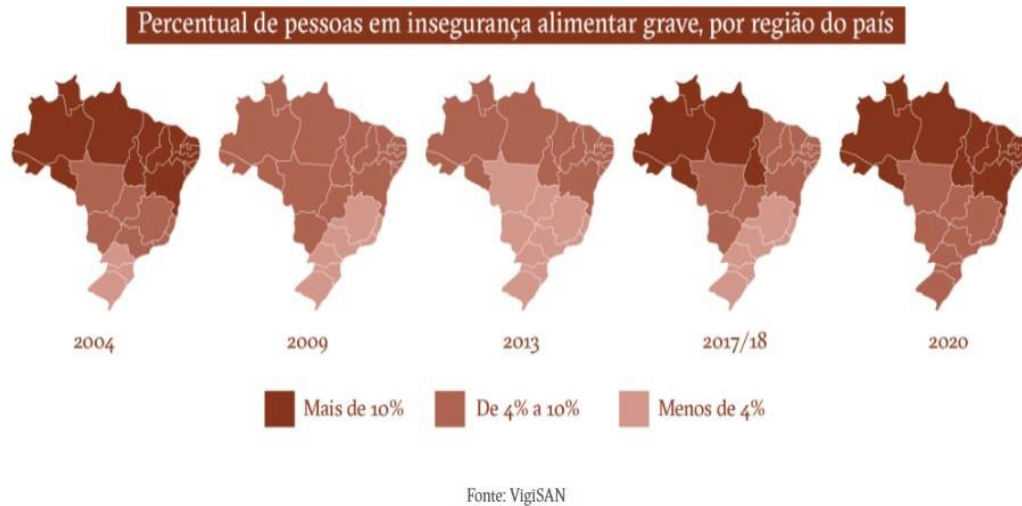 Percentual de pessoas em insegurança alimentar grave, por região do país
2004 2009 2013 2017/18 2020
Mais de 10% De 4% a 10% Menos de 4%
Fonte: VigiSAN